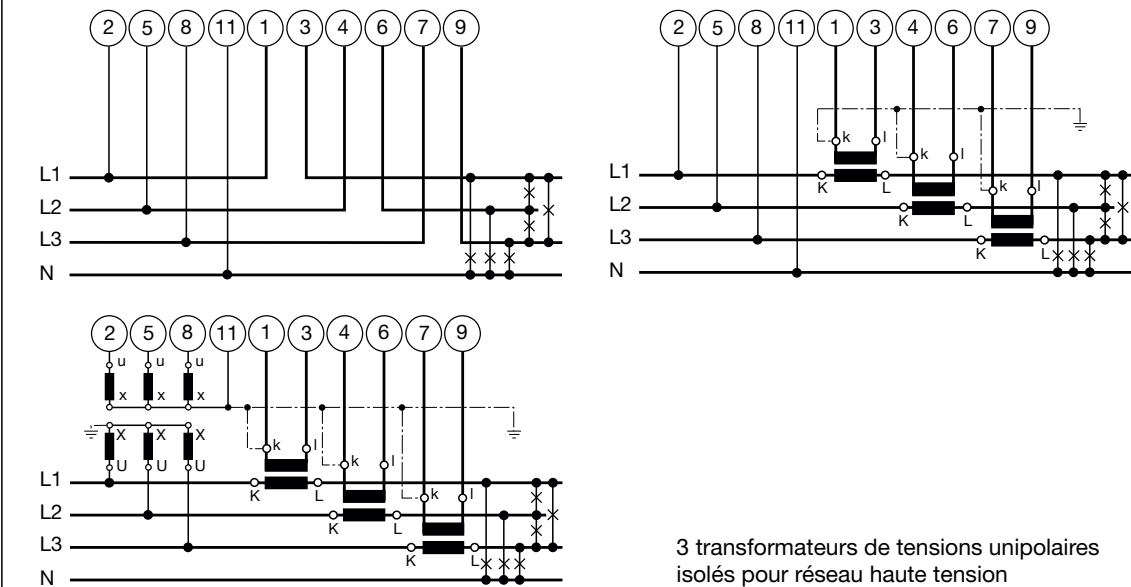 2 5 8 11 1 3 4 6 7 9
L1
L2
L3
N
2 5 8 11 1 3 4 6 7 9
k l
k l
k l
L1 K L
L2 K L
L3 K L
N
2 5 8 11 1 3 4 6 7 9
u u u
x x x
X X X
U U U
k l
k l
k l
L1 K L
L2 K L
L3 K L
N
3 transformateurs de tensions unipolaires
isolés pour réseau haute tension